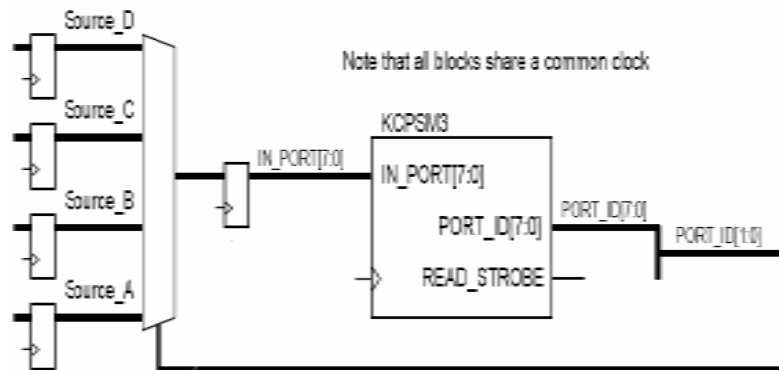 Source_D
Note that all blocks share a common clock
Source_C
KCPSM3
IN_PORT[7:0]
IN_PORT[7:0]
Source_B
PORT_ID[7:0]
PORT_ID[7:0]
PORT_ID[1:0]
READ_STROBE
Source_A